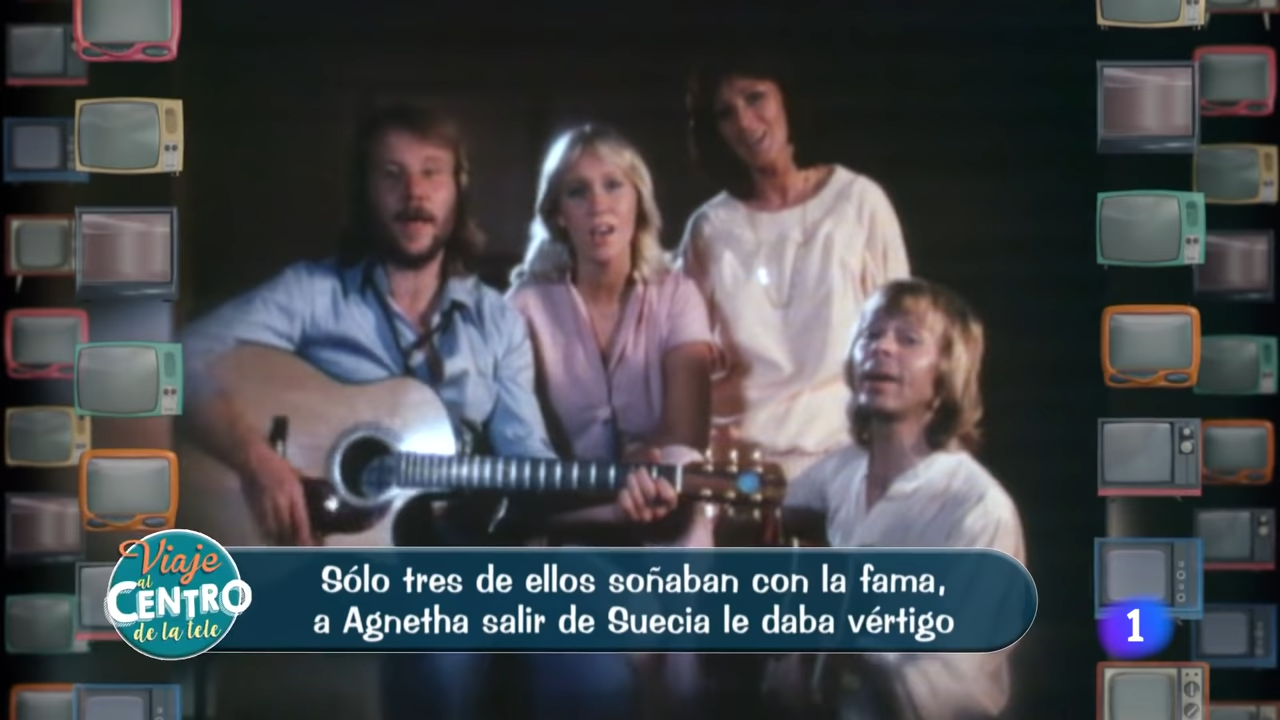 Viaje
al
CENTRO
de la tele
Sólo tres de ellos soñaban con la fama,
a Agnetha salir de Suecia le daba vértigo
1